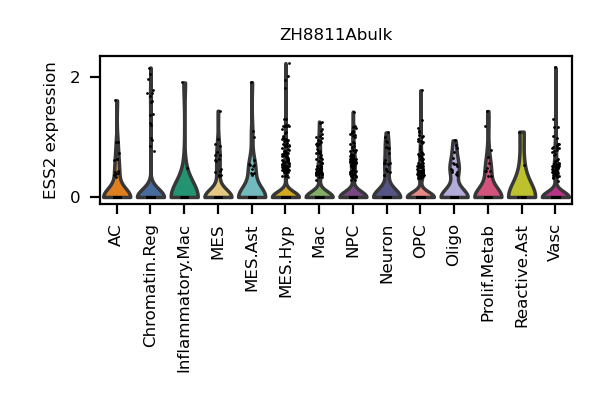 ZH8811Abulk
ESS2 expression
2
0
AC
Chromatin.Reg
Inflammatory.Mac
MES
MES.Ast
MES.Hyp
Mac
NPC
Neuron
OPC
Oligo
Prolif.Metab
Reactive.Ast
Vasc